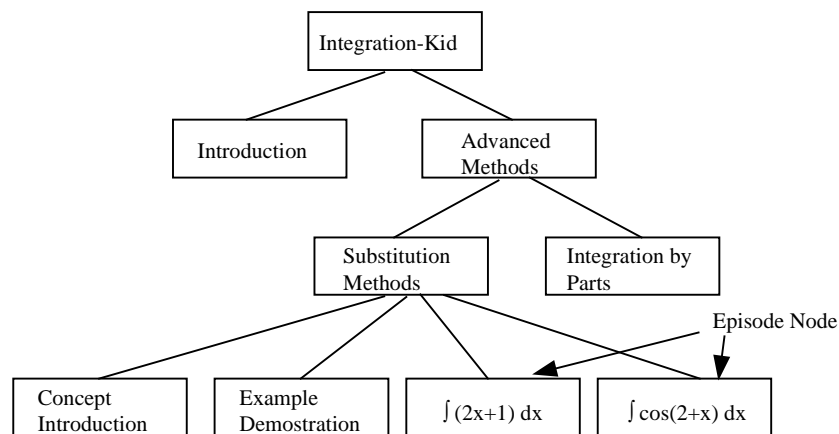 Integration-Kid
Introduction
Advanced
Methods
Substitution
Methods
Integration by
Parts
Episode Node
Concept
Introduction
Example
Demostration
∫(2x+1) dx
∫cos(2+x) dx